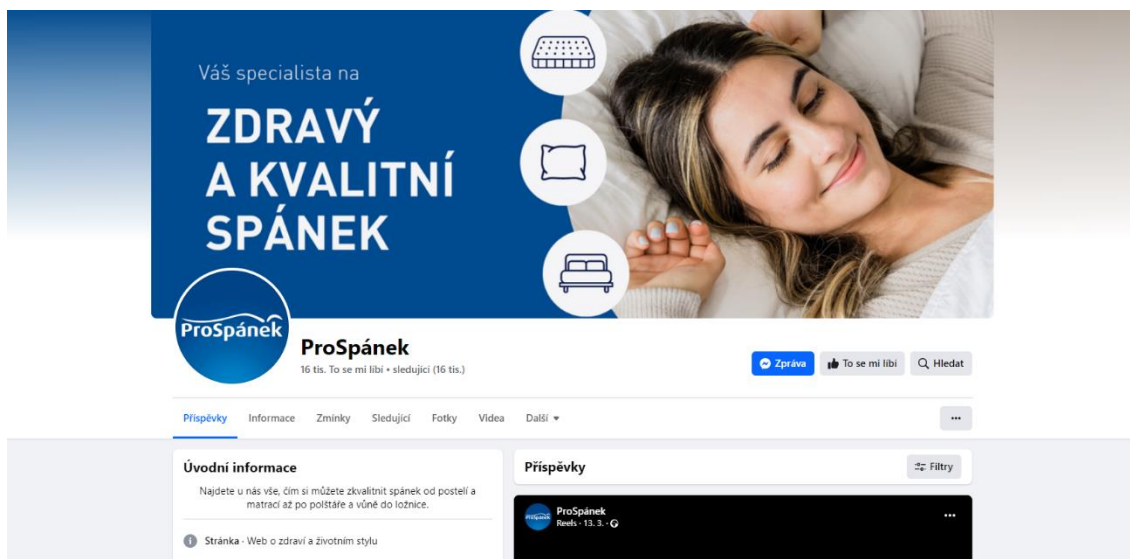 Váš specialista na
ZDRAVÝ
A KVALITNÍ
SPÁNEK
ProSpánek
ProSpánek
16 tis. To se mi líbí • sledující (16 tis.)
Zpráva
To se mi líbí
Hledat
Příspěvky
Informace
Zmínky
Sledující
Fotky
Videa
Další
Úvodní informace
Najdete u nás vše, čím si můžete zkvalitnit spánek od postelí a
matrací až po polštáře a vůně do ložnice.
Stránka · Web o zdraví a životním stylu
Příspěvky
Filtry
ProSpánek
ProSpánek
Reels · 13. 3. ·